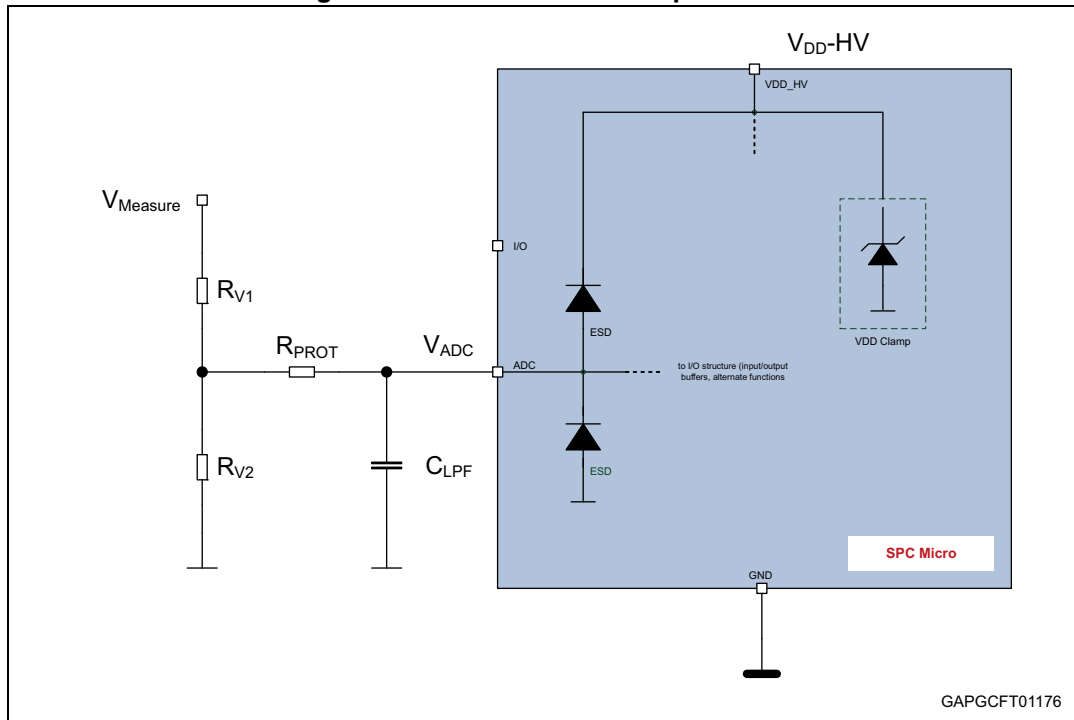 V_DD-HV
VDD_HV
V_Measure
I/O
R_V1
ESD
VDD Clamp
R_PROT
V_ADC
ADC
to I/O structure (input/output
buffers, alternate functions
R_V2
C_LPF
ESD
SPC Micro
GND
GAPGCFT01176